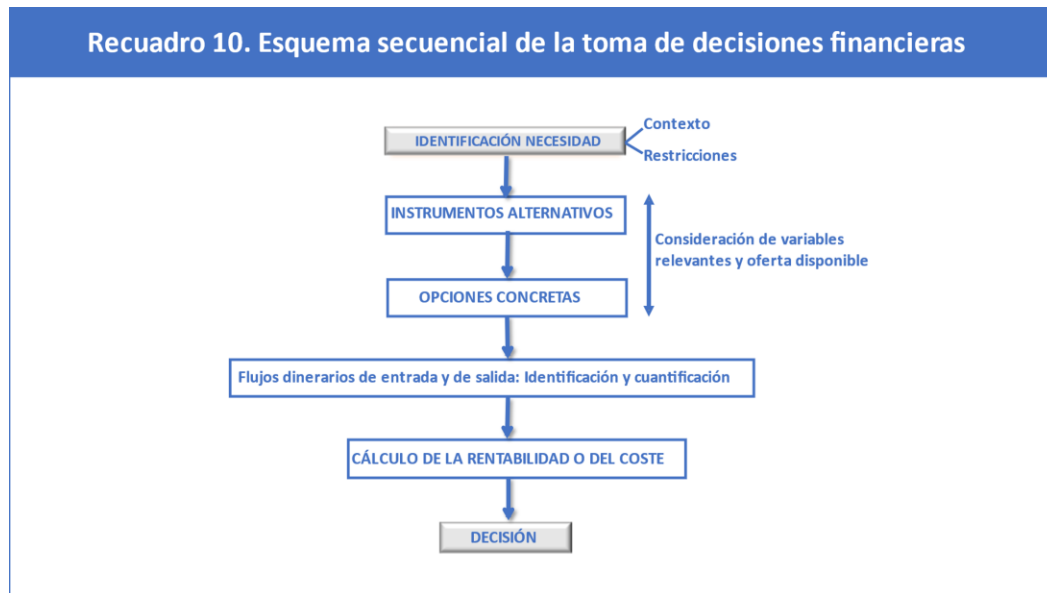 Recuadro 10. Esquema secuencial de la toma de decisiones financieras
IDENTIFICACIÓN NECESIDAD
Contexto
Restricciones
INSTRUMENTOS ALTERNATIVOS
Consideración de variables
relevantes y oferta disponible
OPCIONES CONCRETAS
Flujos dinerarios de entrada y de salida: Identificación y cuantificación
CÁLCULO DE LA RENTABILIDAD O DEL COSTE
DECISIÓN